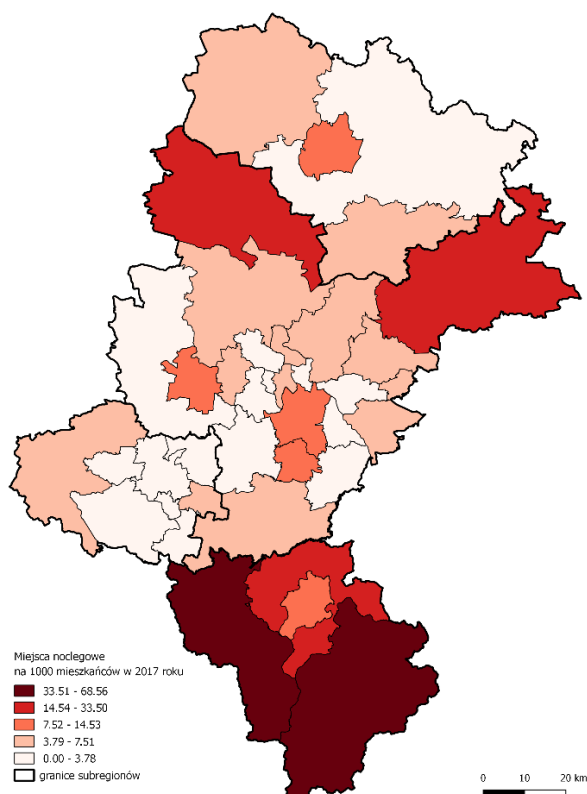 Miejsca noclegowe
na 1000 mieszkańców w 2017 roku
33.51 - 68.56
14.54 - 33.50
7.52 - 14.53
3.79 - 7.51
0.00 - 3.78
granice subregionów
0 10 20 km